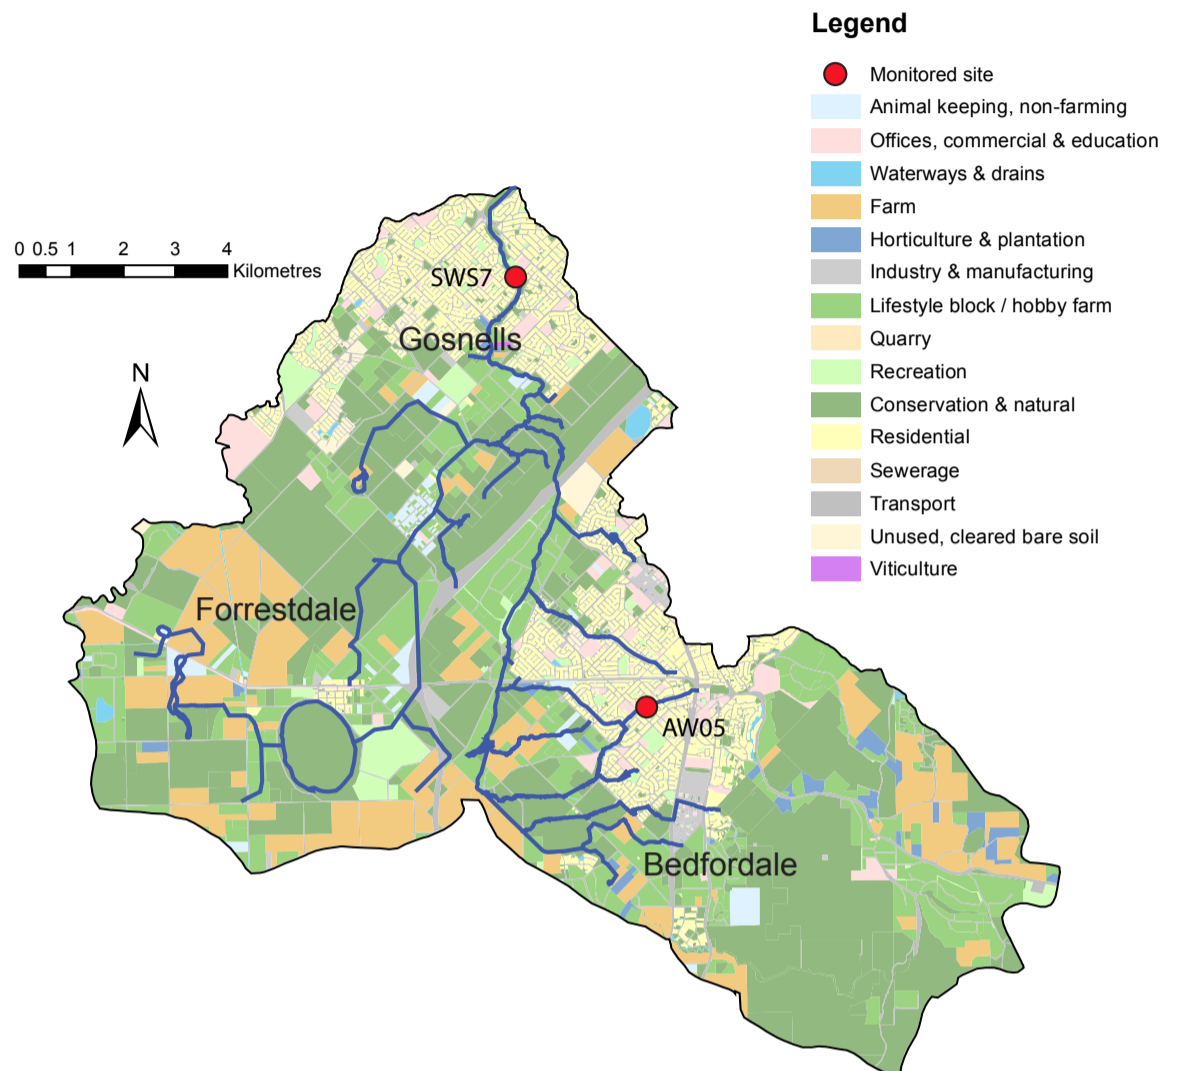 Legend
Monitored site
Animal keeping, non-farming
Offices, commercial & education
Waterways & drains
Farm
Horticulture & plantation
Industry & manufacturing
Lifestyle block / hobby farm
Quarry
Recreation
Conservation & natural
Residential
Sewerage
Transport
Unused, cleared bare soil
Viticulture
0 0.5 1 2 3 4
Kilometres
N
SWS7
Gosnells
Forrestdale
AW05
Bedfordale